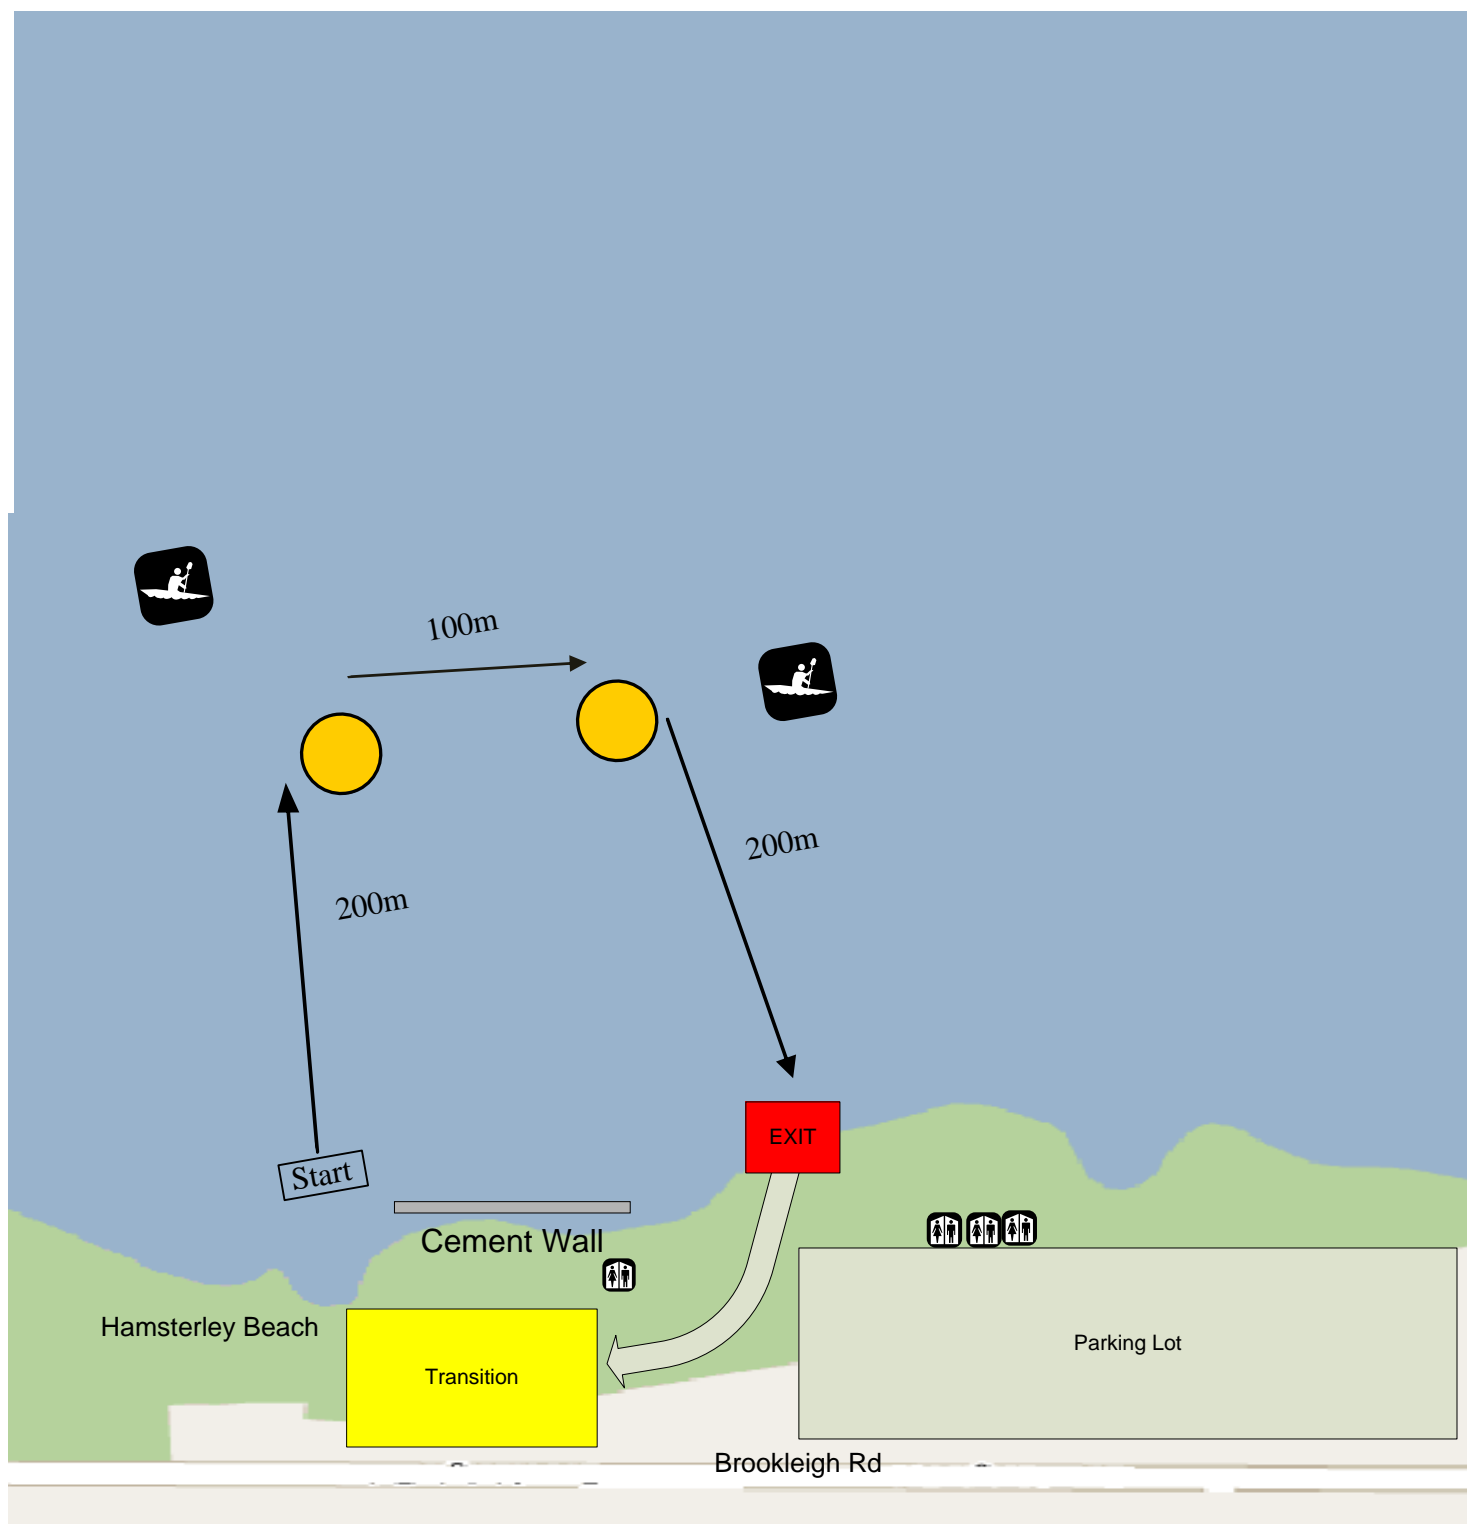 100m
200m
200m
EXIT
Start
Cement Wall
Hamsterley Beach
Parking Lot
Transition
Brookleigh Rd